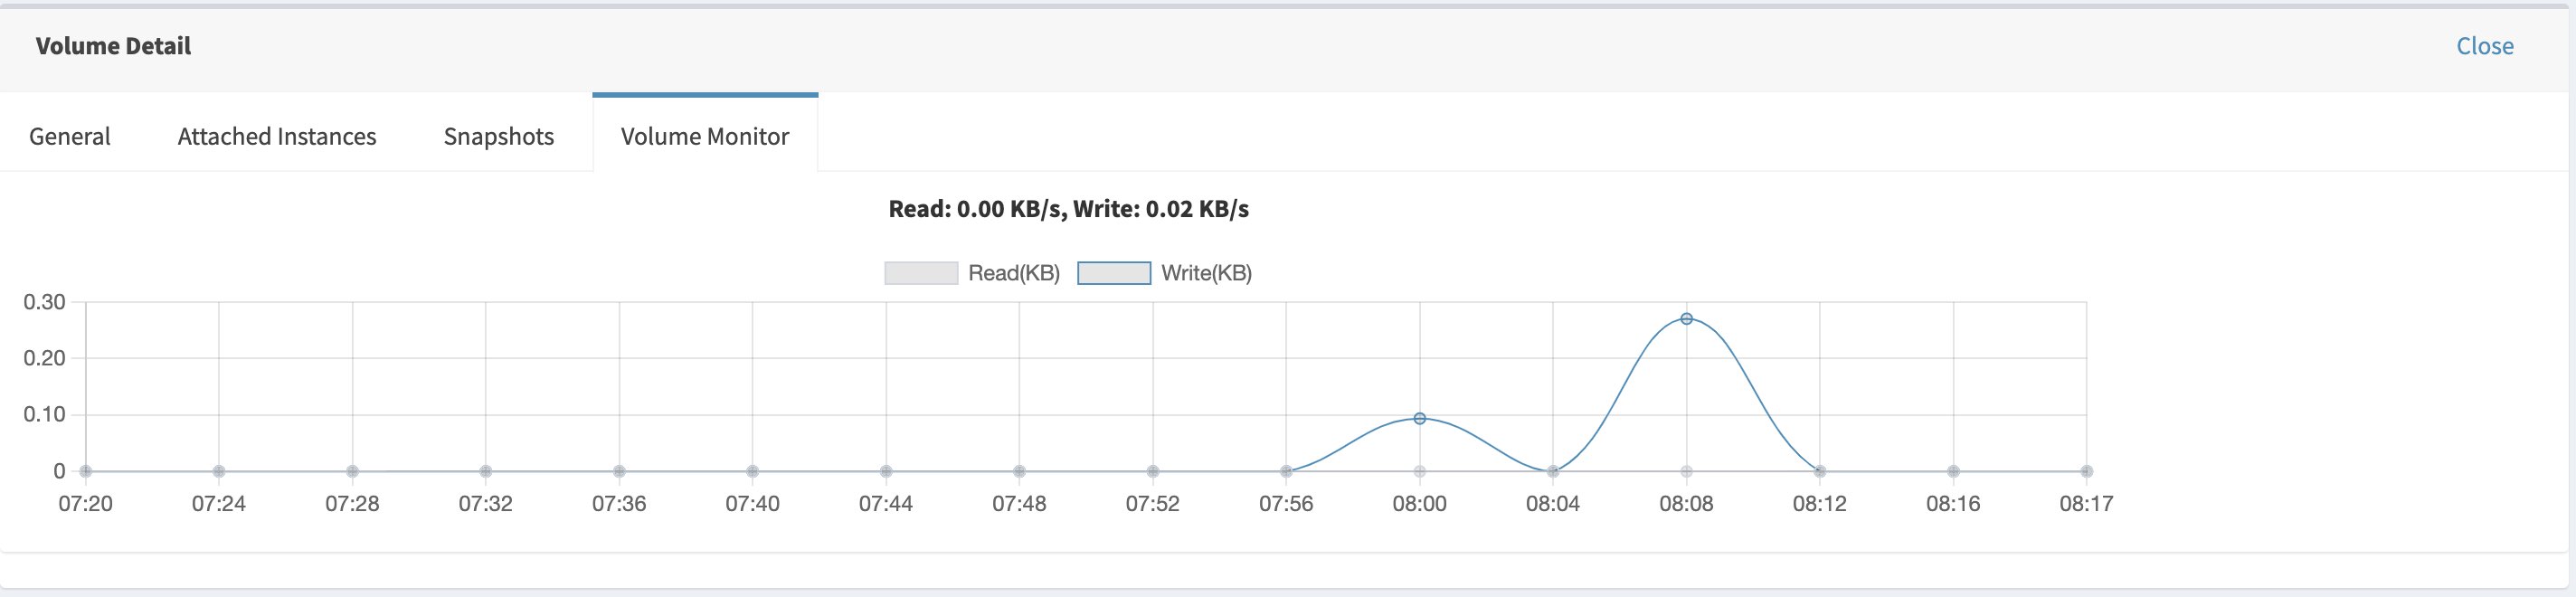 Volume Detail Close
General Attached Instances Snapshots Volume Monitor
Read: 0.00 KB/s, Write: 0.02 KB/s
Read(KB) Write(KB)
0.30
0.20
0.10
0
07:20 07:24 07:28 07:32 07:36 07:40 07:44 07:48 07:52 07:56 08:00 08:04 08:08 08:12 08:16 08:17